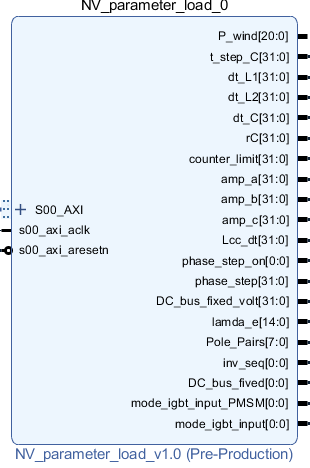 NV_parameter_load_0
P_wind[20:0]
t_step_C[31:0]
dt_L1[31:0]
dt_L2[31:0]
dt_C[31:0]
rC[31:0]
counter_limit[31:0]
amp_a[31:0]
amp_b[31:0]
amp_c[31:0]
Lcc_dt[31:0]
phase_step_on[0:0]
phase_step[31:0]
DC_bus_fixed_volt[31:0]
lamda_e[14:0]
Pole_Pairs[7:0]
inv_seq[0:0]
DC_bus_fived[0:0]
mode_igbt_input_PMSM[0:0]
mode_igbt_input[0:0]
S00_AXI
s00_axi_aclk
s00_axi_aresetn
NV_parameter_load_v1.0 (Pre-Production)